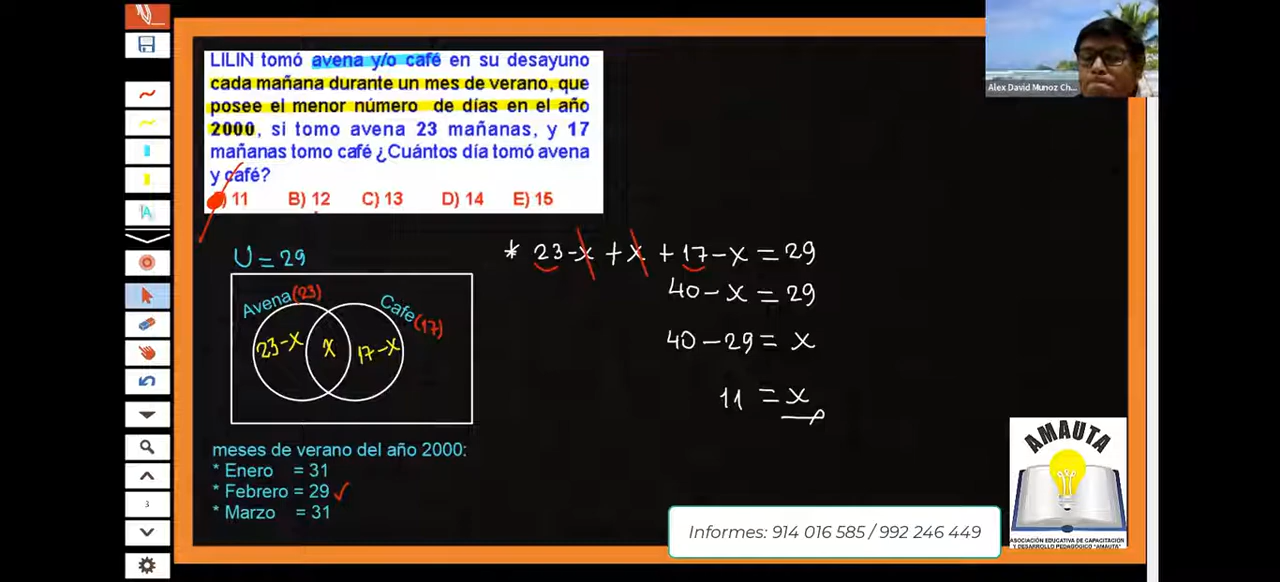 LILIN tomó avena y/o café en su desayuno
cada mañana durante un mes de verano, que
posee el menor número de días en el año
2000, si tomo avena 23 mañanas, y 17
mañanas tomo café ¿Cuántos día tomó avena
y café?
11 B) 12 C) 13 D) 14 E) 15
Alex David Munoz Ch...
U = 29
Avena (23)
Cafe (17)
23-x x 17-x
* 23-x + x + 17-x = 29
40-x = 29
40-29 = x
11 = x
meses de verano del año 2000:
* Enero = 31
* Febrero = 29 ✓
* Marzo = 31
A
3
Informes: 914 016 585 / 992 246 449
AMAUTA
ASOCIACIÓN EDUCATIVA DE CAPACITACIÓN
Y DESARROLLO PEDAGÓGICO "AMAUTA"